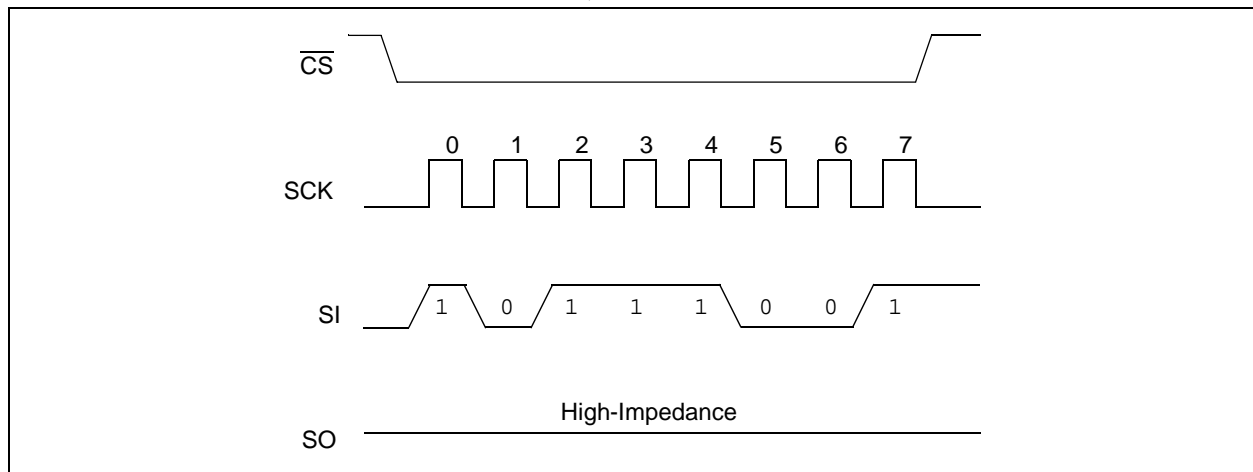 C̅S̅
0 1 2 3 4 5 6 7
SCK
SI 1 0 1 1 1 0 0 1
High-Impedance
SO